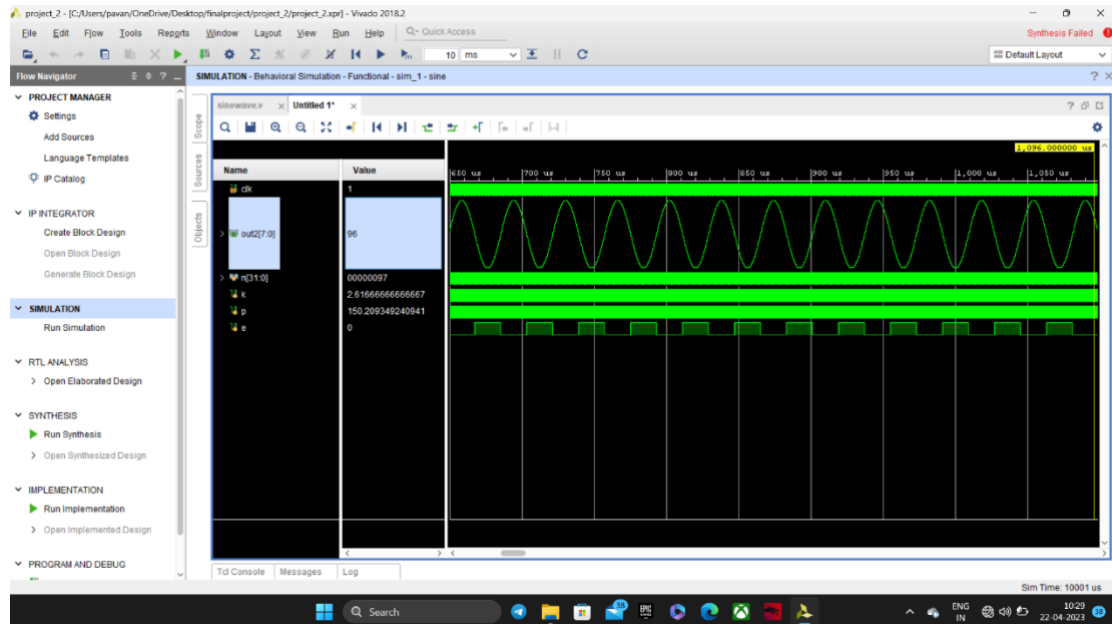 project_2 - [C:/Users/pavan/OneDrive/Desktop/finalproject/project_2/project_2.xpr] - Vivado 2018.2
File Edit Flow Tools Reports Window Layout View Run Help Q- Quick Access
Synthesis Failed
10 ms
Default Layout
Flow Navigator
SIMULATION - Behavioral Simulation - Functional - sim_1 - sine
PROJECT MANAGER
Settings
Add Sources
Language Templates
IP Catalog
IP INTEGRATOR
Create Block Design
Open Block Design
Generate Block Design
SIMULATION
Run Simulation
RTL ANALYSIS
Open Elaborated Design
SYNTHESIS
Run Synthesis
Open Synthesized Design
IMPLEMENTATION
Run Implementation
Open Implemented Design
PROGRAM AND DEBUG
Scope
Sources
Objects
sinewave.v
Untitled 1*
1,096.000000 us
Name Value
650 us 700 us 750 us 800 us 850 us 900 us 950 us 1,000 us 1,050 us
clk 1
out2[7:0] 96
n[31:0] 00000097
k 2.61666666666667
p 150.209349240941
e 0
Tcl Console Messages Log
Sim Time: 10001 us
Search
38
EPIC
ENG
IN
10:29
22-04-2023
38